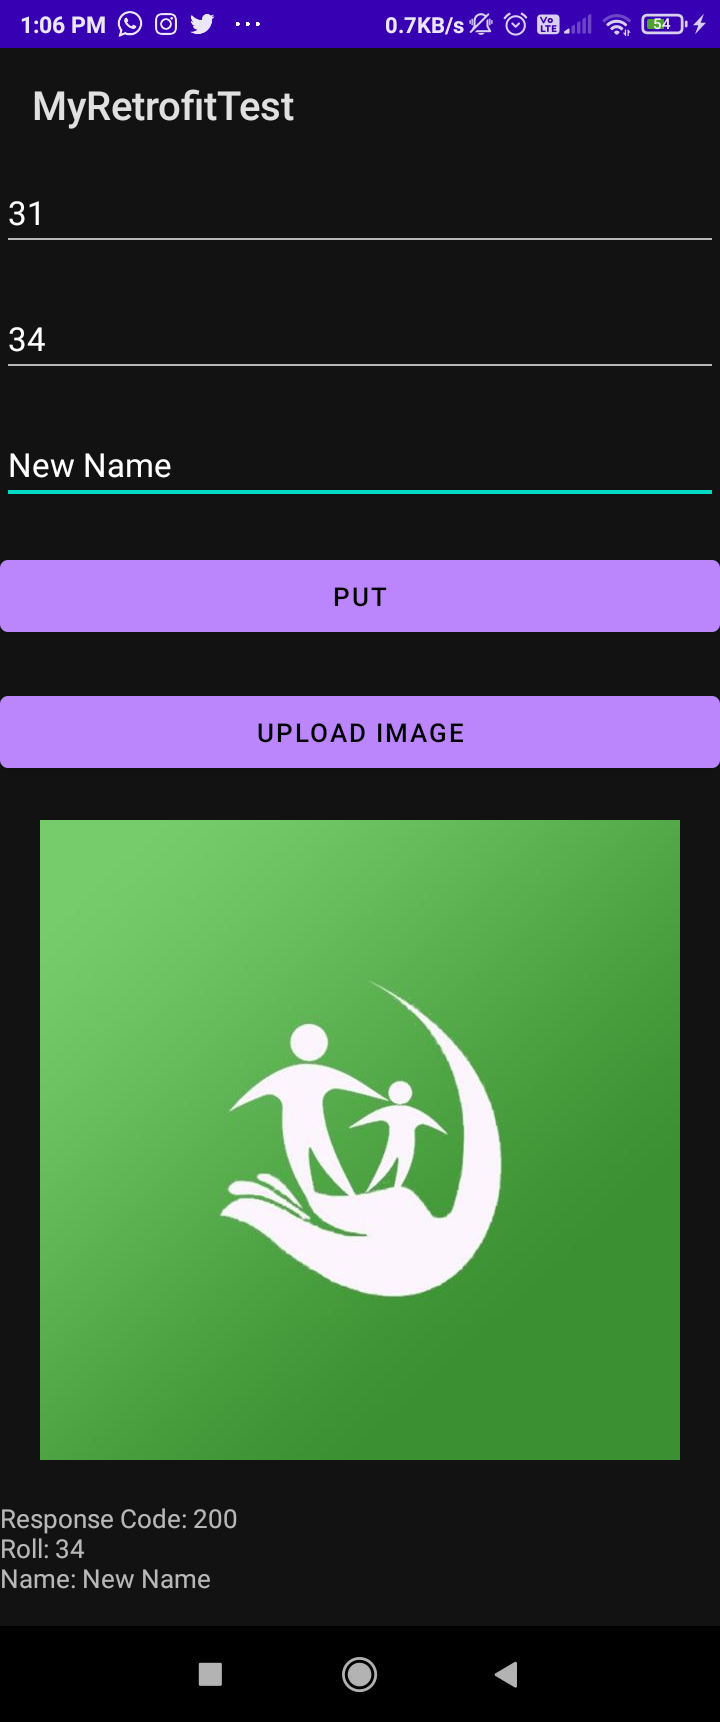 1:06 PM ... 0.7KB/s Vo LTE 54
MyRetrofitTest
31
34
New Name
PUT
UPLOAD IMAGE
Response Code: 200
Roll: 34
Name: New Name